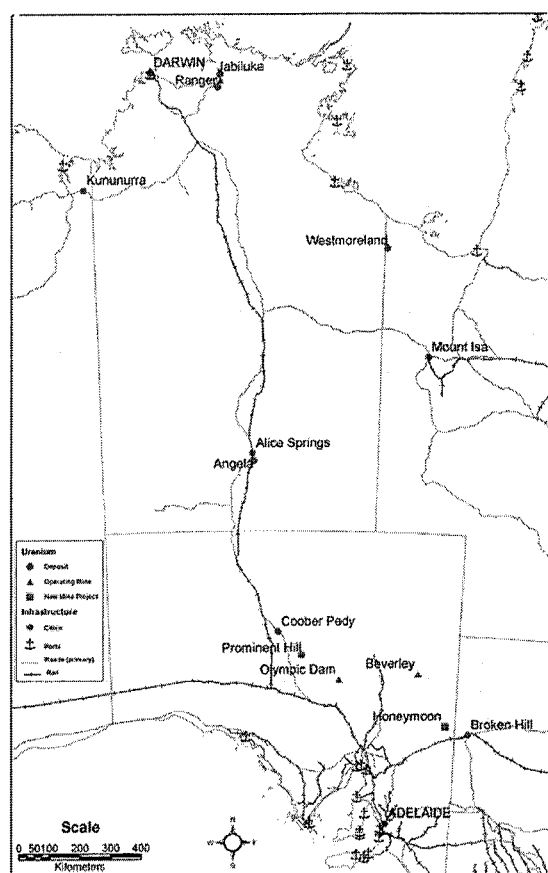 DARWIN
Jabiluka
Ranger
Kununurra
Westmoreland
Mount Isa
Alice Springs
Angela
Uranium
Deposit
Operating Mine
New Mine Project
Infrastructure
Cities
Ports
Roads (primary)
Rail
Coober Pedy
Prominent Hill
Olympic Dam
Beverley
Honeymoon
Broken Hill
ADELAIDE
Scale
0 50100 200 300 400
Kilometers
N
W
E
S